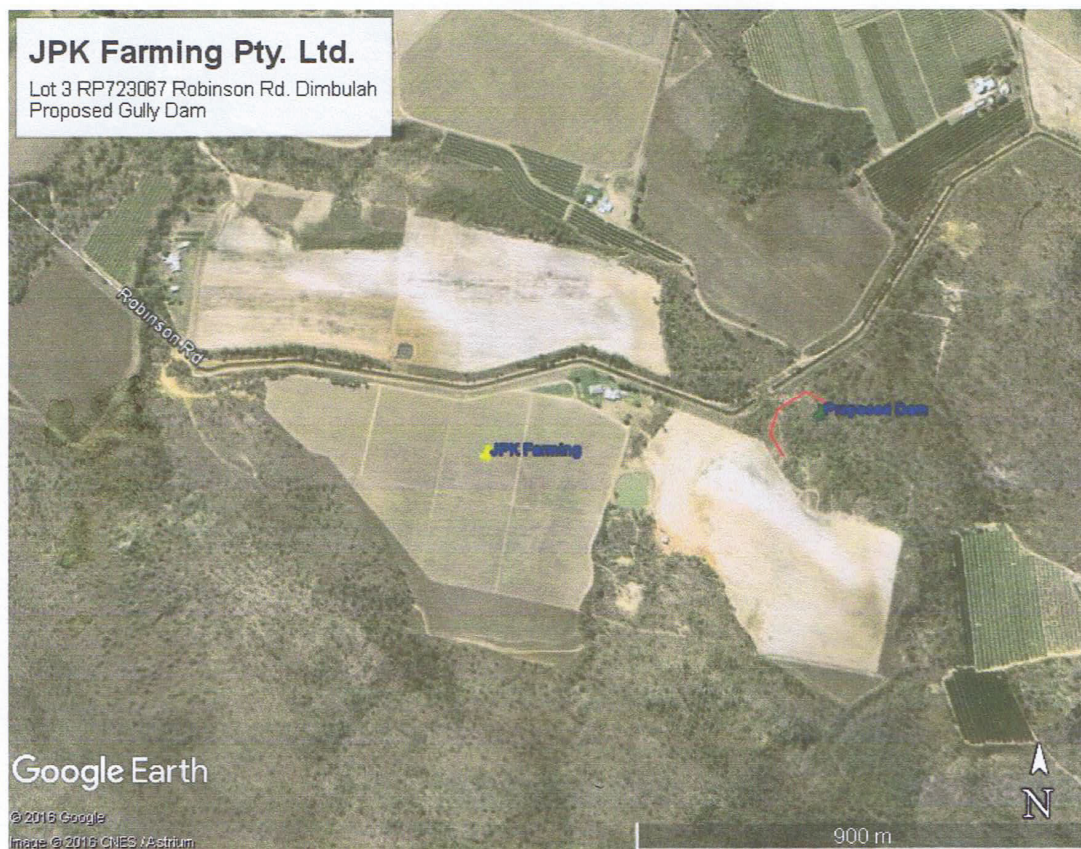 JPK Farming Pty. Ltd.
Lot 3 RP723067 Robinson Rd. Dimbulah
Proposed Gully Dam
Robinson Rd
Proposed Dam
JPK Farming
Google Earth
© 2016 Google
Image © 2016 CNES / Astrium
N
900 m